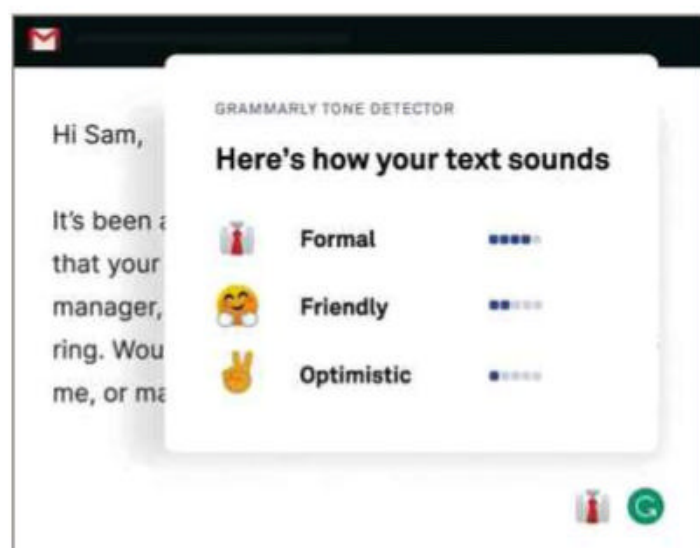 GRAMMARLY TONE DETECTOR
Here's how your text sounds
Formal
Friendly
Optimistic
Hi Sam,
It's been
that your
manager,
ring. Wou
me, or ma